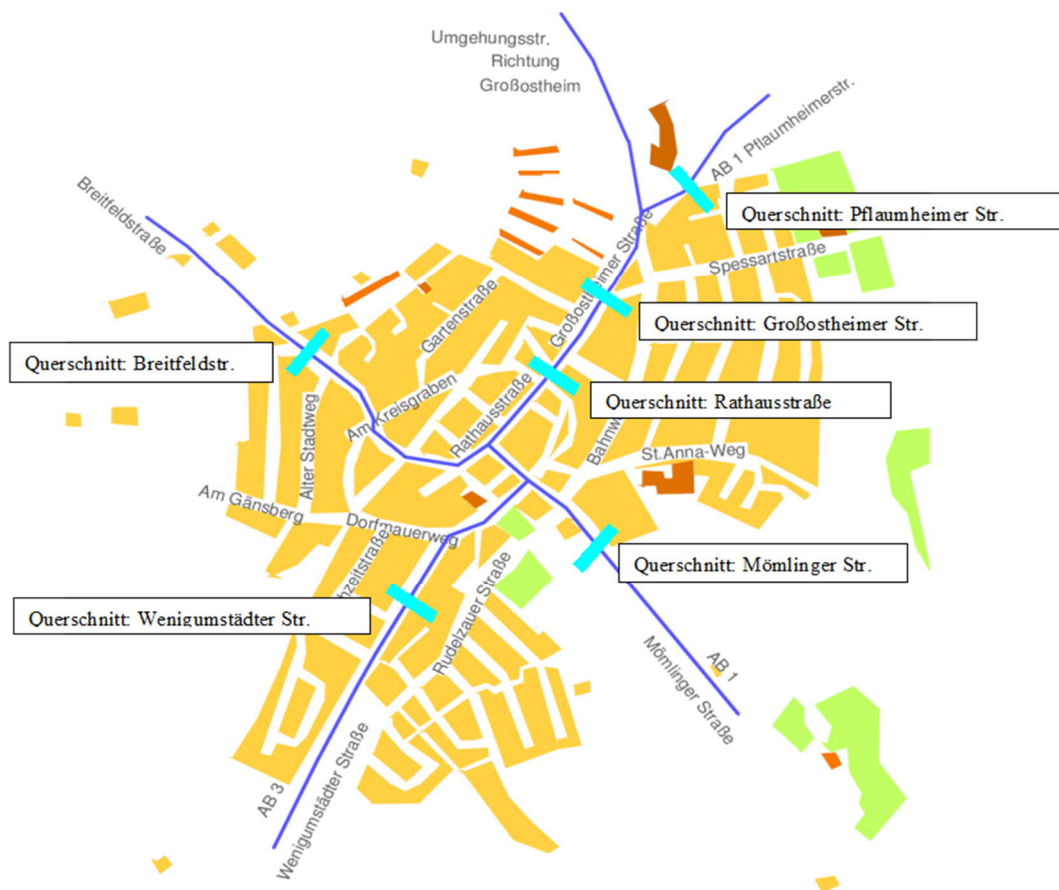 Umgehungsstr.
Richtung
Großostheim
AB 1 Pflaumheimerstr.
Breitfeldstraße
Querschnitt: Pflaumheimer Str.
Großostheimer Straße
Spessartstraße
Gartenstraße
Querschnitt: Großostheimer Str.
Querschnitt: Breitfeldstr.
Am Kreisgraben
Rathausstraße
Querschnitt: Rathausstraße
Alter Stadtweg
St.Anna-Weg
Am Gänsberg
Dorfmauerweg
Querschnitt: Mömlinger Str.
Querschnitt: Wenigumstädter Str.
Rudelzauer Straße
AB 1
Mömlinger Straße
AB 3
Wenigumstädter Straße